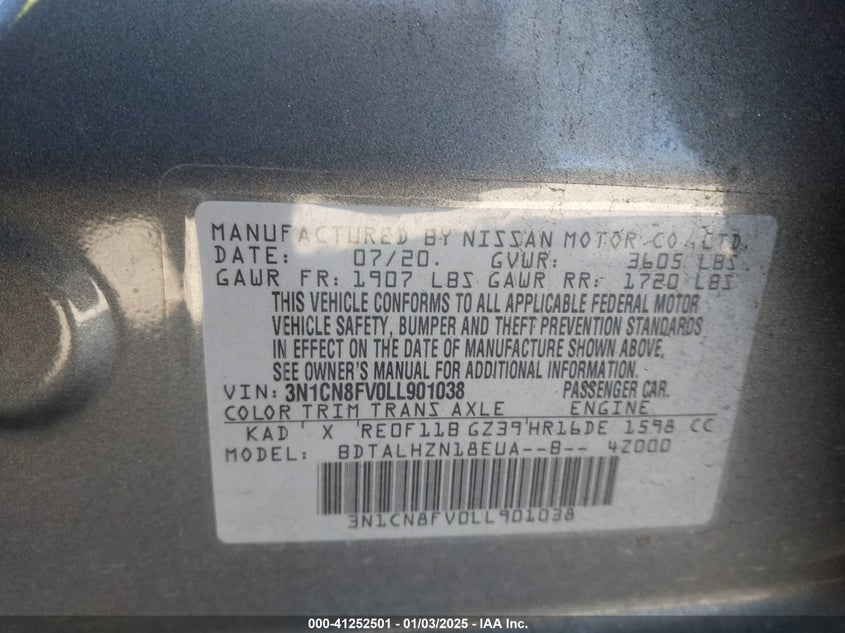 MANUFACTURED BY NISSAN MOTOR CO.,LTD.
DATE: 07/20. GVWR: 3605 LBS
GAWR FR: 1907 LBS GAWR RR: 1720 LBS
THIS VEHICLE CONFORMS TO ALL APPLICABLE FEDERAL MOTOR
VEHICLE SAFETY, BUMPER AND THEFT PREVENTION STANDARDS
IN EFFECT ON THE DATE OF MANUFACTURE SHOWN ABOVE.
SEE OWNER'S MANUAL FOR ADDITIONAL INFORMATION.
VIN: 3N1CN8FV0LL901038 PASSENGER CAR.
COLOR TRIM TRANS AXLE ENGINE
KAD X RE0F11B GZ39 HR16DE 1598 CC
MODEL: BDTALHZN18EUA--B-- 4Z000
3N1CN8FV0LL901038
000-41252501 - 01/03/2025 - IAA Inc.